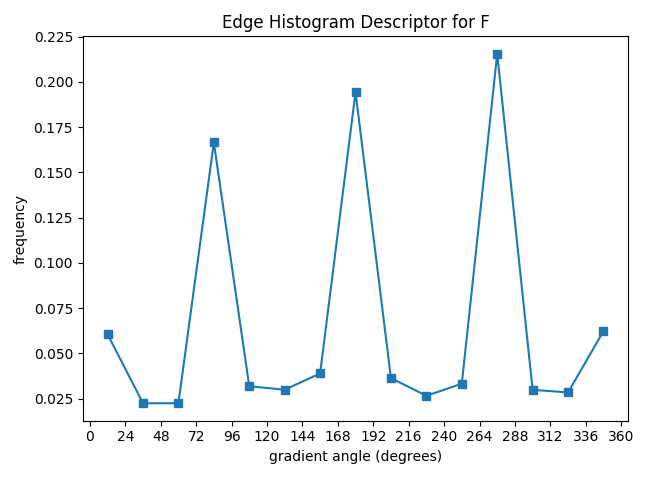 Edge Histogram Descriptor for F
0.225
0.200
0.175
0.150
0.125
0.100
0.075
0.050
0.025
frequency
0 24 48 72 96 120 144 168 192 216 240 264 288 312 336 360
gradient angle (degrees)